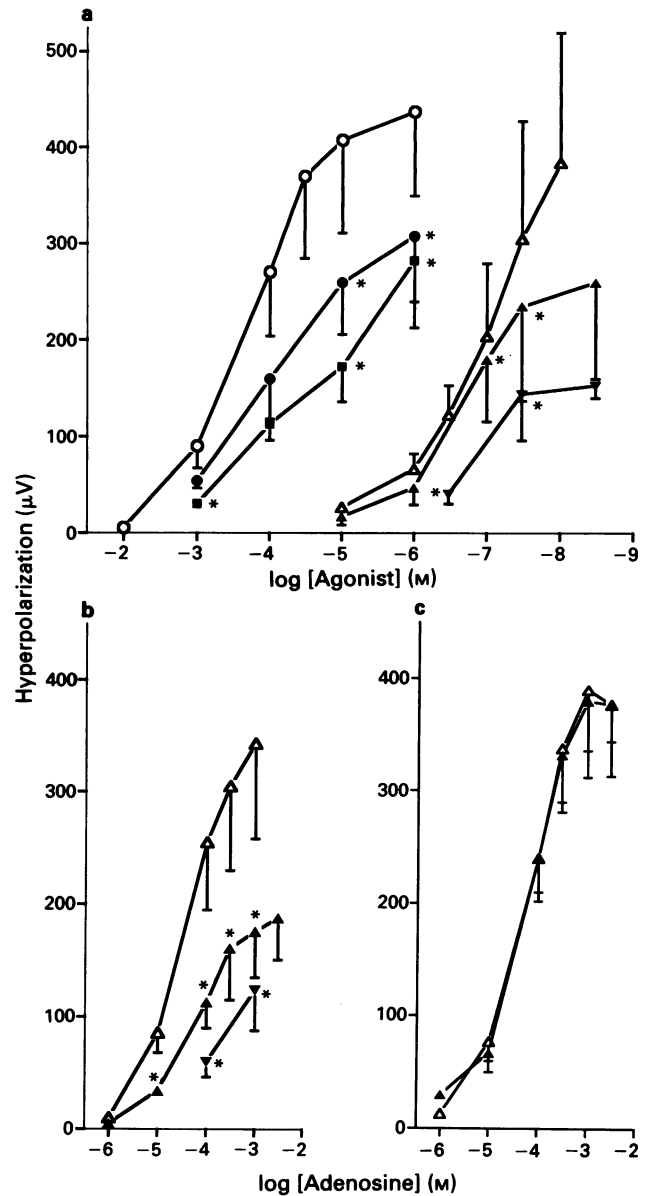 a
500
400
300
200
100
0
* * * * * * * * *
−2 −3 −4 −5 −6 −7 −8 −9
log [Agonist] (M)
Hyperpolarization (μV)
b
400
300
200
100
0
* * * * * *
−6 −5 −4 −3 −2
c
400
300
200
100
0
−6 −5 −4 −3 −2
log [Adenosine] (M)